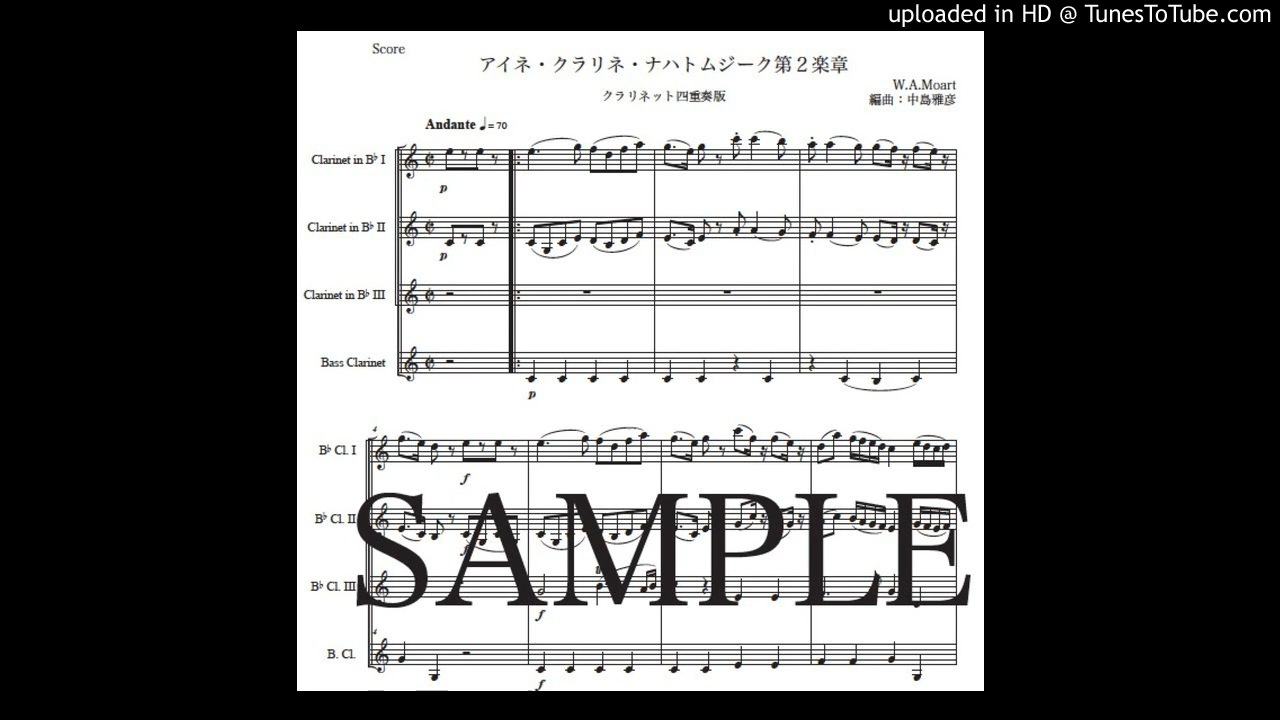 uploaded in HD @ TunesToTube.com
Score
アイネ・クラリネ・ナハトムジーク第２楽章
クラリネット四重奏版
W.A.Moart
編曲：中島雅彦
Andante ♩= 70
Clarinet in B♭ I
p
Clarinet in B♭ II
p
Clarinet in B♭ III
Bass Clarinet
p
4
B♭ Cl. I
f
B♭ Cl. II
SAMPLE
B♭ Cl. III
f
4
B. Cl.
f